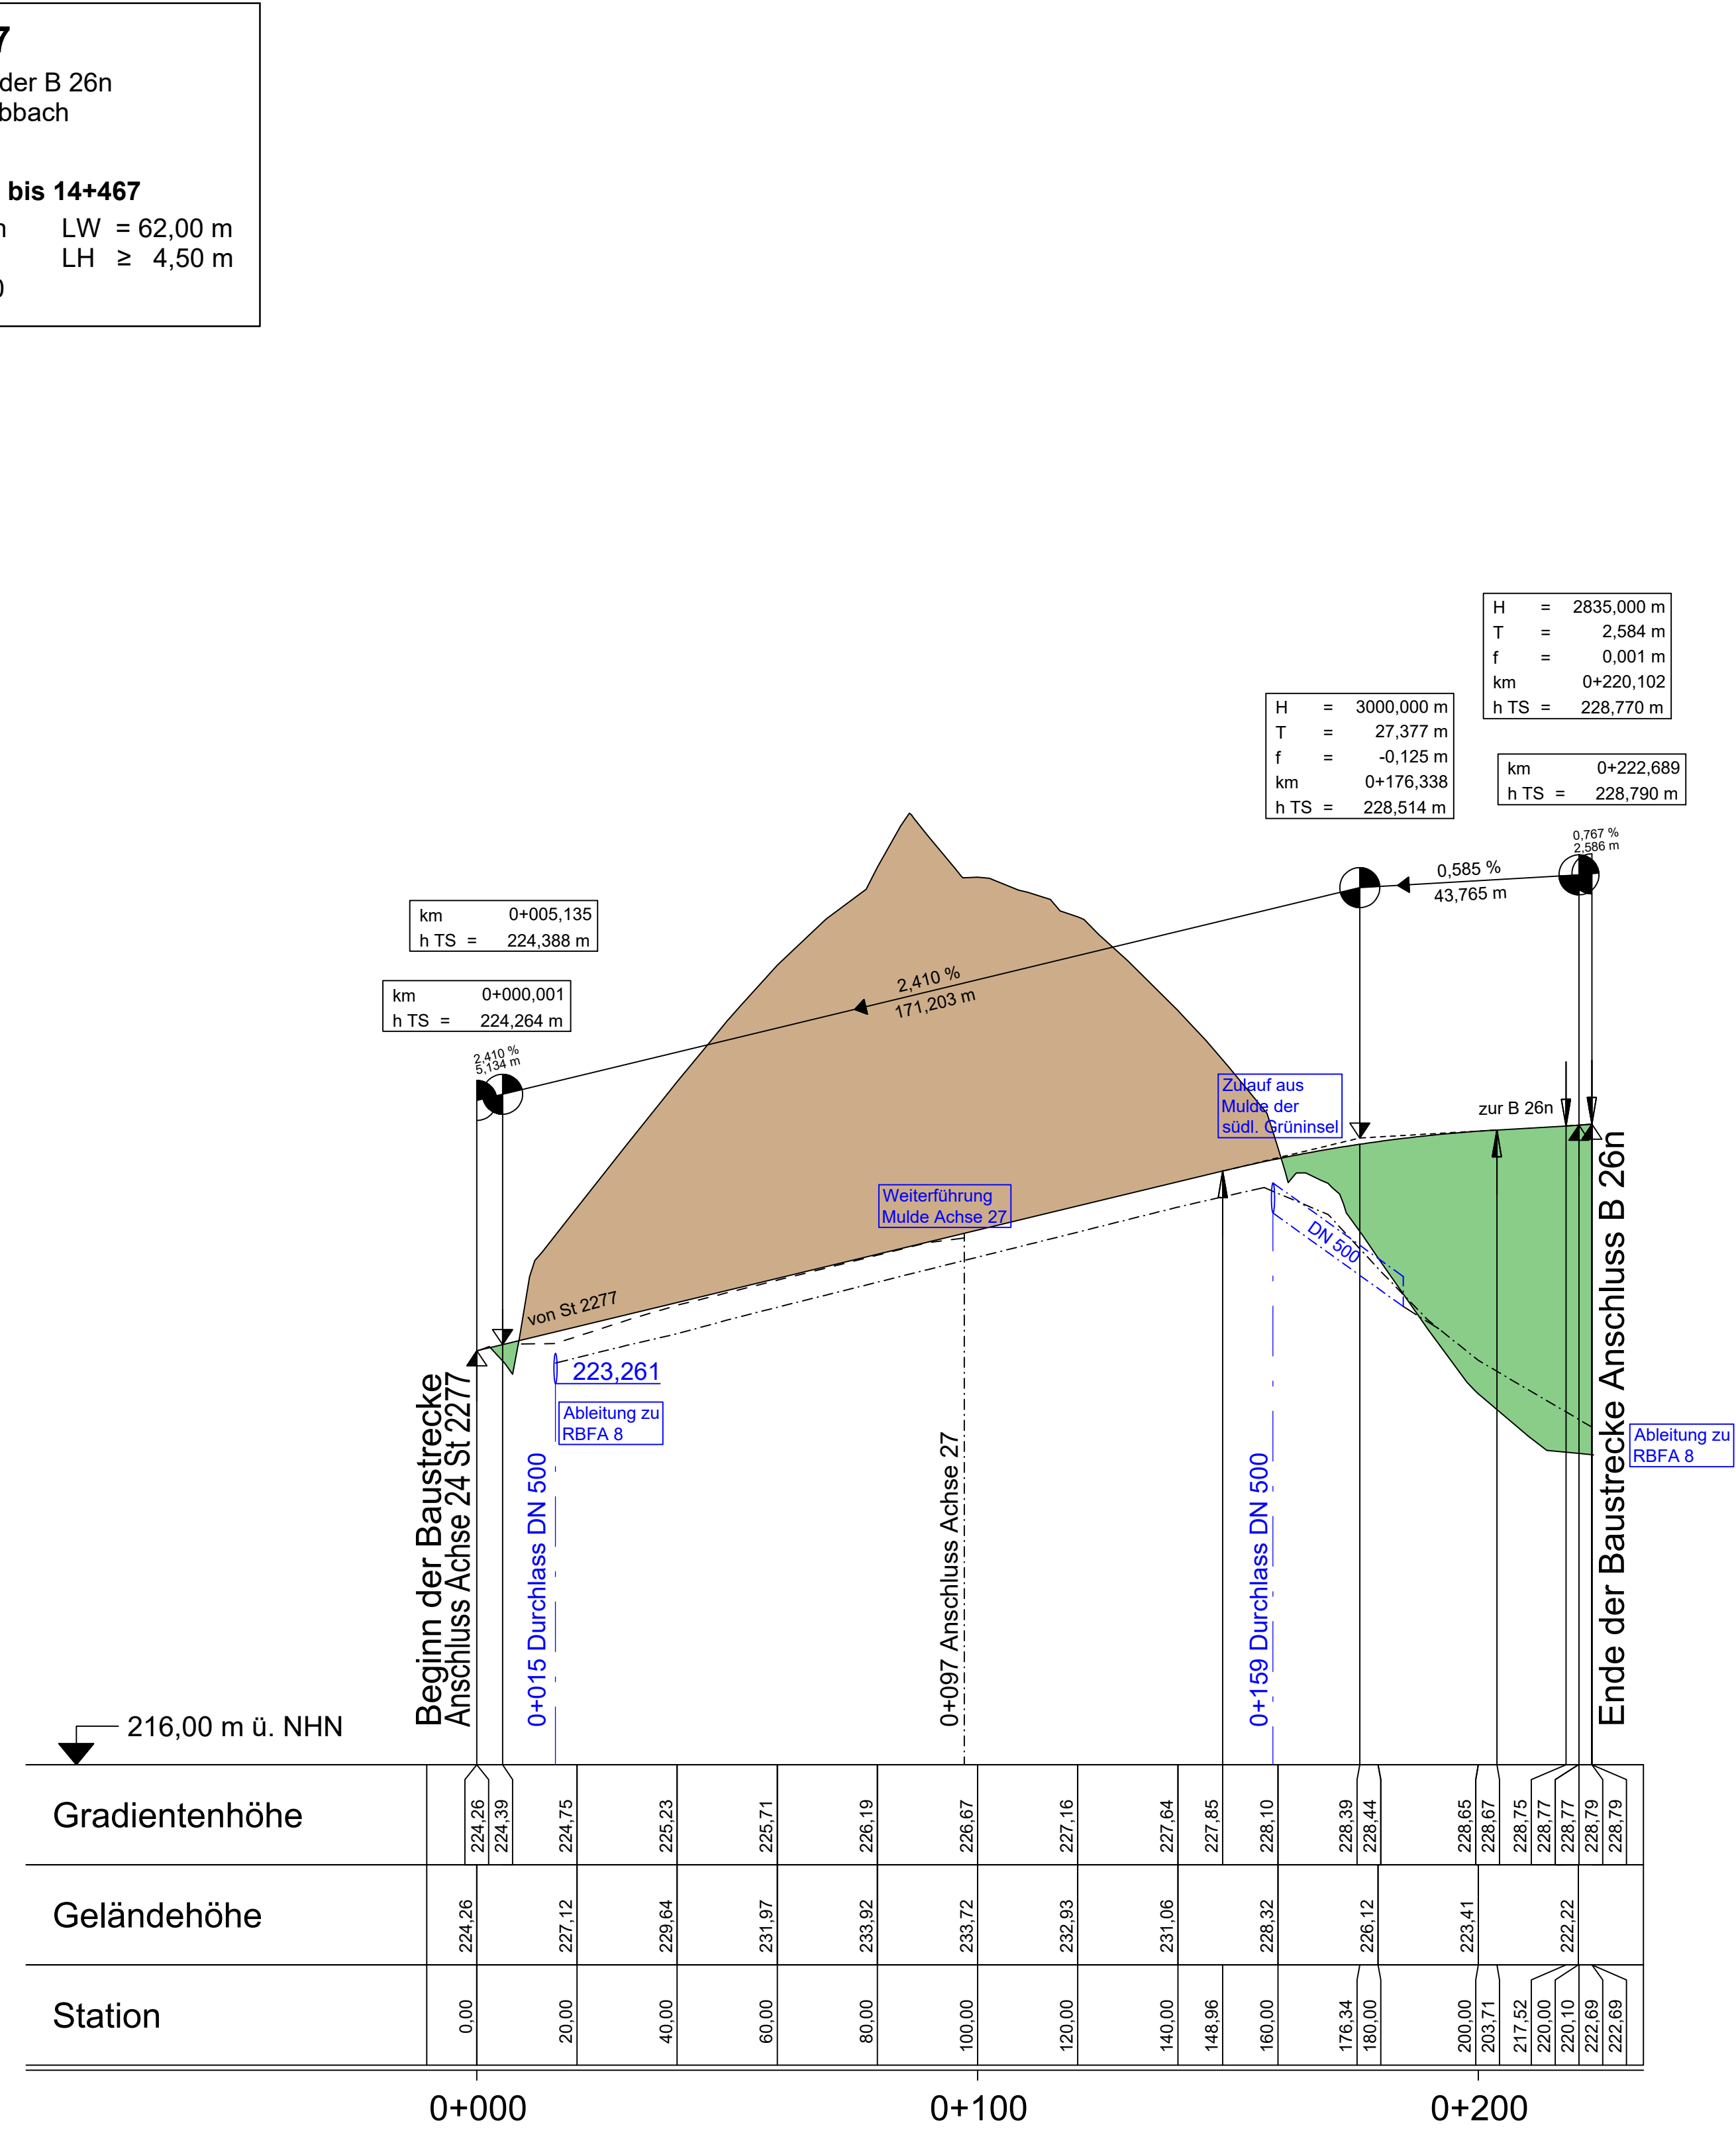 7
der B 26n
bbach
bis 14+467
LW = 62,00 m
LH ≥ 4,50 m
H = 2835,000 m
T = 2,584 m
f = 0,001 m
km 0+220,102
h TS = 228,770 m
H = 3000,000 m
T = 27,377 m
f = -0,125 m
km 0+176,338
h TS = 228,514 m
km 0+222,689
h TS = 228,790 m
0,767 %
2,586 m
0,585 %
43,765 m
km 0+005,135
h TS = 224,388 m
km 0+000,001
h TS = 224,264 m
2,410 %
5,134 m
2,410 %
171,203 m
Zulauf aus
Mulde der
südl. Grüninsel
zur B 26n
Weiterführung
Mulde Achse 27
DN 500
von St 2277
223,261
Ableitung zu
RBFA 8
Ableitung zu
RBFA 8
Beginn der Baustrecke
Anschluss Achse 24 St 2277
0+015 Durchlass DN 500
0+097 Anschluss Achse 27
0+159 Durchlass DN 500
Ende der Baustrecke Anschluss B 26n
216,00 m ü. NHN
Gradientenhöhe 224,26 224,39 224,75 225,23 225,71 226,19 226,67 227,16 227,64 227,85 228,10 228,39 228,44 228,65 228,67 228,75 228,77 228,77 228,79 228,79
Geländehöhe 224,26 227,12 229,64 231,97 233,92 233,72 232,93 231,06 228,32 226,12 223,41 222,22
Station 0,00 20,00 40,00 60,00 80,00 100,00 120,00 140,00 148,96 160,00 176,34 180,00 200,00 203,71 217,52 220,00 220,10 222,69 222,69
0+000 0+100 0+200